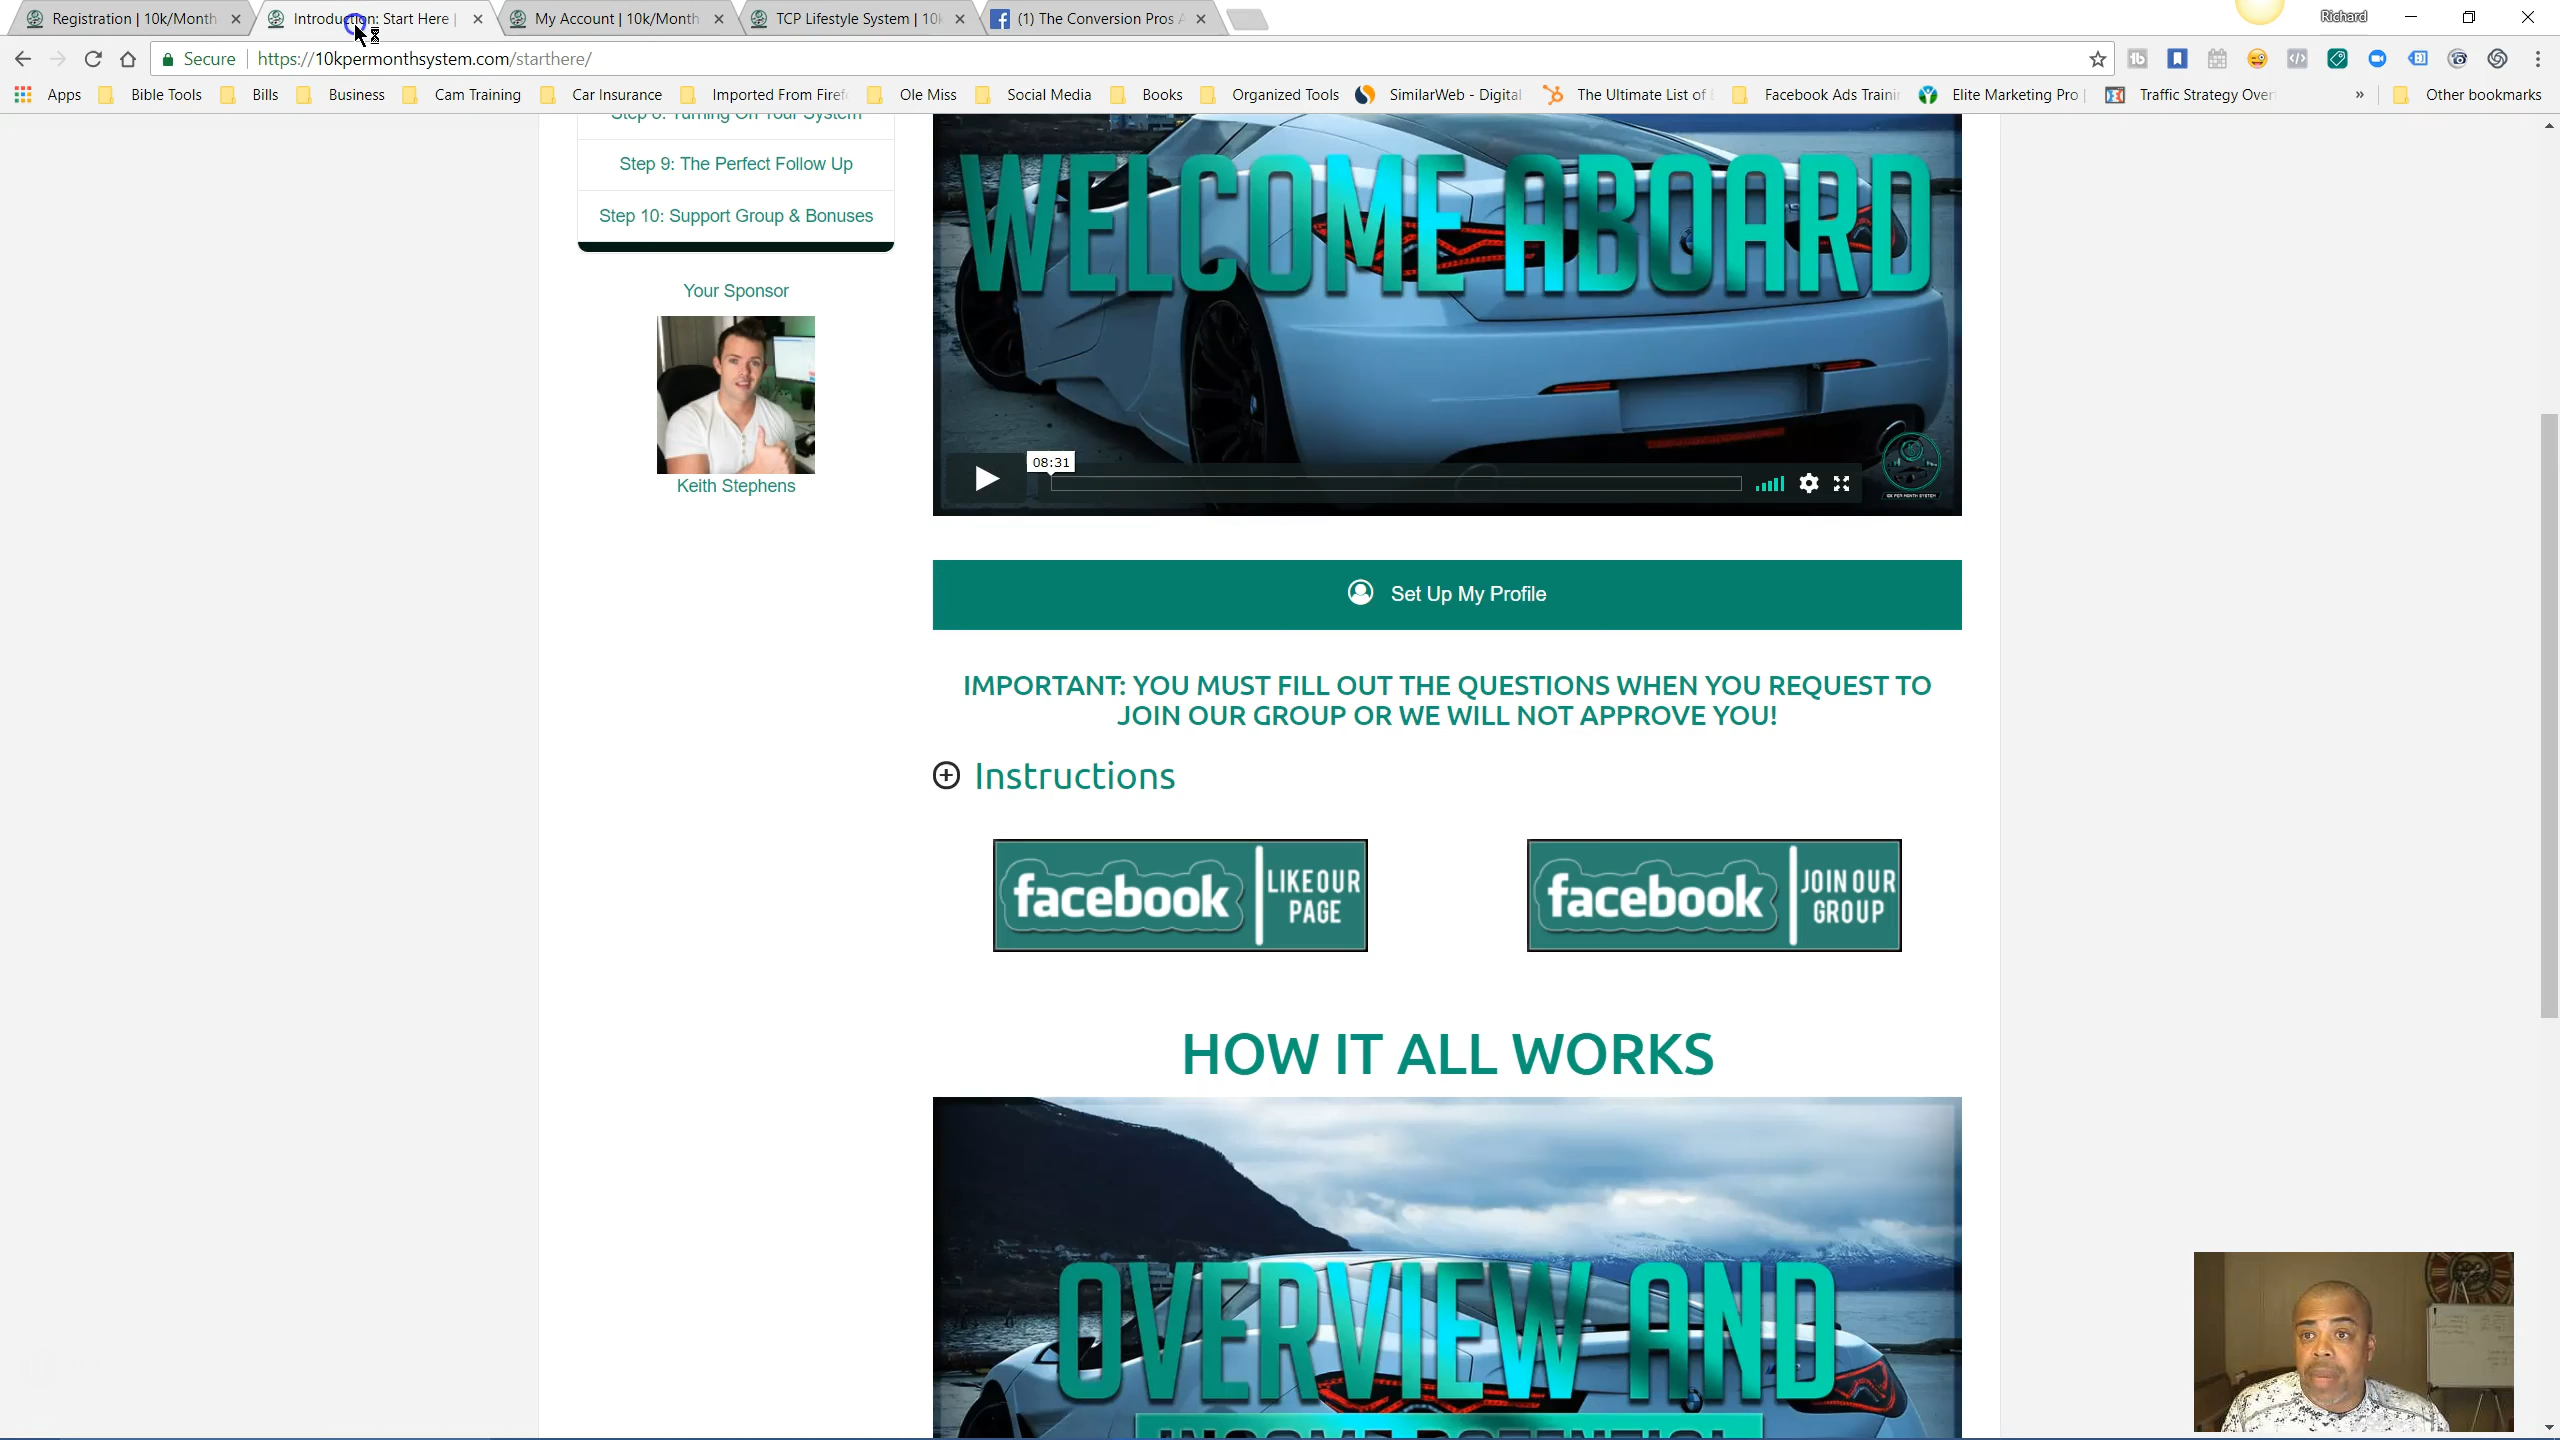 Registration | 10k/Month
Introduction: Start Here |
My Account | 10k/Month
TCP Lifestyle System | 10k
(1) The Conversion Pros A
Richard
Secure
https://10kpermonthsystem.com/starthere/
Apps
Bible Tools
Bills
Business
Cam Training
Car Insurance
Imported From Firef
Ole Miss
Social Media
Books
Organized Tools
SimilarWeb - Digital
The Ultimate List of
Facebook Ads Traini
Elite Marketing Pro |
Traffic Strategy Over
»
Other bookmarks
Step 8: Turning On Your System
Step 9: The Perfect Follow Up
Step 10: Support Group & Bonuses
Your Sponsor
Keith Stephens
WELCOME ABOARD
08:31
10K PER MONTH SYSTEM
Set Up My Profile
IMPORTANT: YOU MUST FILL OUT THE QUESTIONS WHEN YOU REQUEST TO
JOIN OUR GROUP OR WE WILL NOT APPROVE YOU!
Instructions
facebook LIKE OUR
PAGE
facebook JOIN OUR
GROUP
HOW IT ALL WORKS
OVERVIEW AND
INCOME POTENTIAL